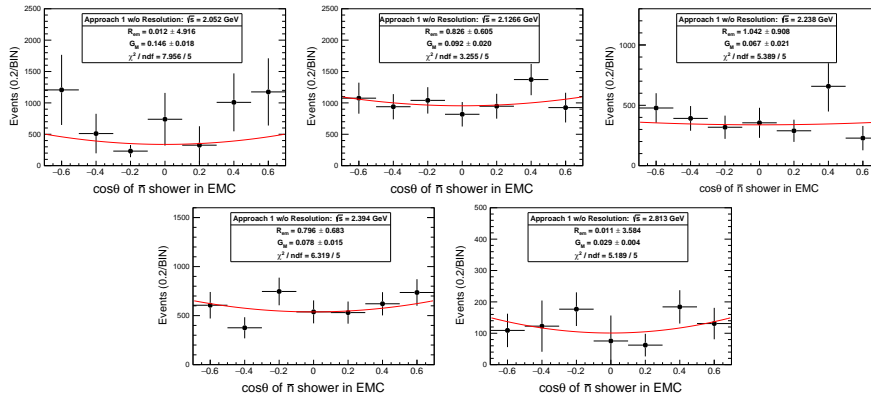 Approach 1 w/o Resolution: √s = 2.052 GeV
R_em = 0.012 ± 4.916
G_M = 0.146 ± 0.018
χ² / ndf = 7.956 / 5
Events (0.2/BIN)
2500
2000
1500
1000
500
0
−0.6 −0.4 −0.2 0 0.2 0.4 0.6
cosθ of n̄ shower in EMC
Approach 1 w/o Resolution: √s = 2.1266 GeV
R_em = 0.826 ± 0.605
G_M = 0.092 ± 0.020
χ² / ndf = 3.255 / 5
Events (0.2/BIN)
2500
2000
1500
1000
500
0
−0.6 −0.4 −0.2 0 0.2 0.4 0.6
cosθ of n̄ shower in EMC
Approach 1 w/o Resolution: √s = 2.238 GeV
R_em = 1.042 ± 0.908
G_M = 0.067 ± 0.021
χ² / ndf = 5.389 / 5
Events (0.2/BIN)
1000
500
0
−0.6 −0.4 −0.2 0 0.2 0.4 0.6
cosθ of n̄ shower in EMC
Approach 1 w/o Resolution: √s = 2.394 GeV
R_em = 0.796 ± 0.683
G_M = 0.078 ± 0.015
χ² / ndf = 6.319 / 5
Events (0.2/BIN)
1500
1000
500
0
−0.6 −0.4 −0.2 0 0.2 0.4 0.6
cosθ of n̄ shower in EMC
Approach 1 w/o Resolution: √s = 2.813 GeV
R_em = 0.011 ± 3.584
G_M = 0.029 ± 0.004
χ² / ndf = 5.189 / 5
Events (0.2/BIN)
500
400
300
200
100
0
−0.6 −0.4 −0.2 0 0.2 0.4 0.6
cosθ of n̄ shower in EMC